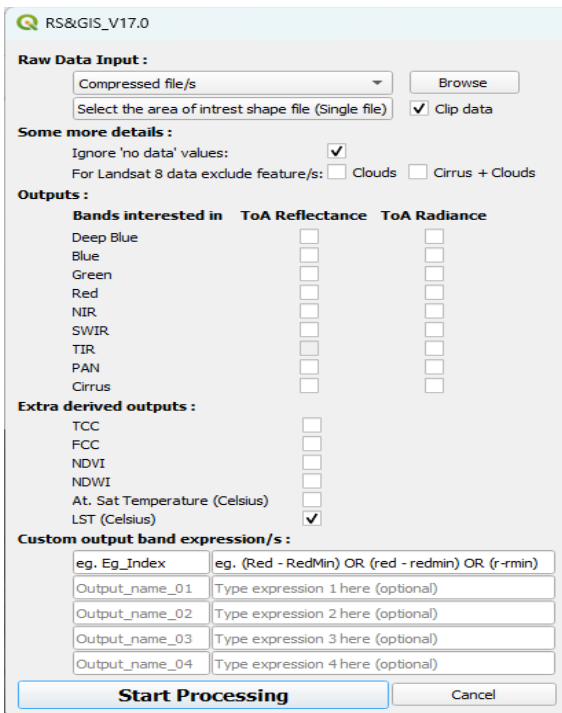 RS&GIS_V17.0
Raw Data Input :
Compressed file/s Browse
Select the area of intrest shape file (Single file) Clip data
Some more details :
Ignore 'no data' values:
For Landsat 8 data exclude feature/s: Clouds Cirrus + Clouds
Outputs :
Bands interested in ToA Reflectance ToA Radiance
Deep Blue
Blue
Green
Red
NIR
SWIR
TIR
PAN
Cirrus
Extra derived outputs :
TCC
FCC
NDVI
NDWI
At. Sat Temperature (Celsius)
LST (Celsius)
Custom output band expression/s :
eg. Eg_Index eg. (Red - RedMin) OR (red - redmin) OR (r-rmin)
Output_name_01 Type expression 1 here (optional)
Output_name_02 Type expression 2 here (optional)
Output_name_03 Type expression 3 here (optional)
Output_name_04 Type expression 4 here (optional)
Start Processing Cancel